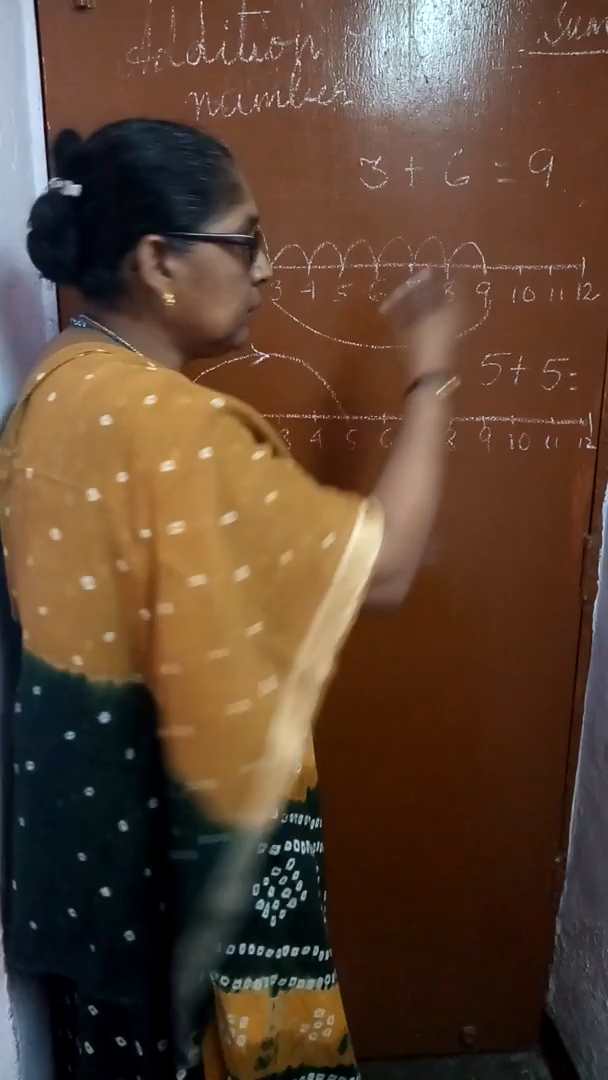 Addition
Sum
number
3 + 6 = 9
3 4 5 6 8 9 10 11 12
5 + 5 =
3 4 5 6 8 9 10 11 12